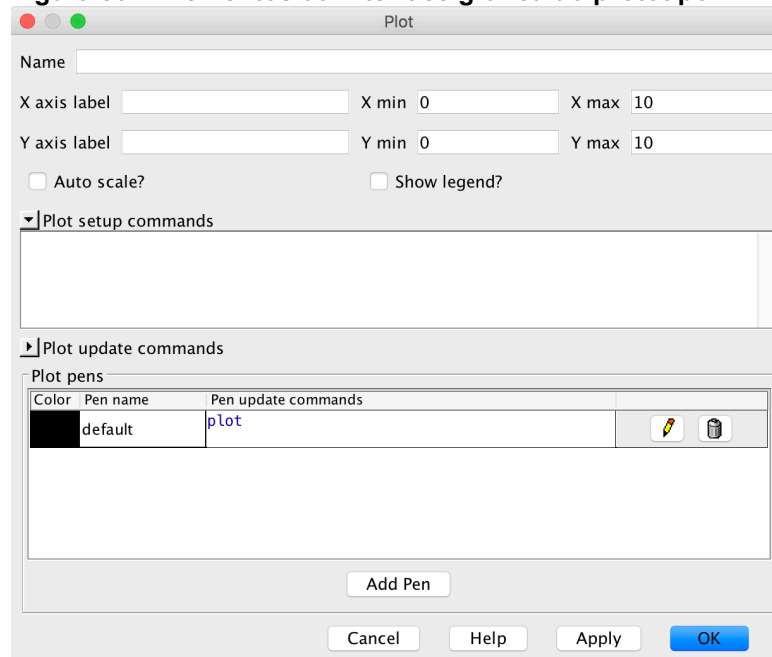 Plot
Name
X axis label X min 0 X max 10
Y axis label Y min 0 Y max 10
Auto scale? Show legend?
Plot setup commands
Plot update commands
Plot pens
Color Pen name Pen update commands
default plot
Add Pen
Cancel Help Apply OK